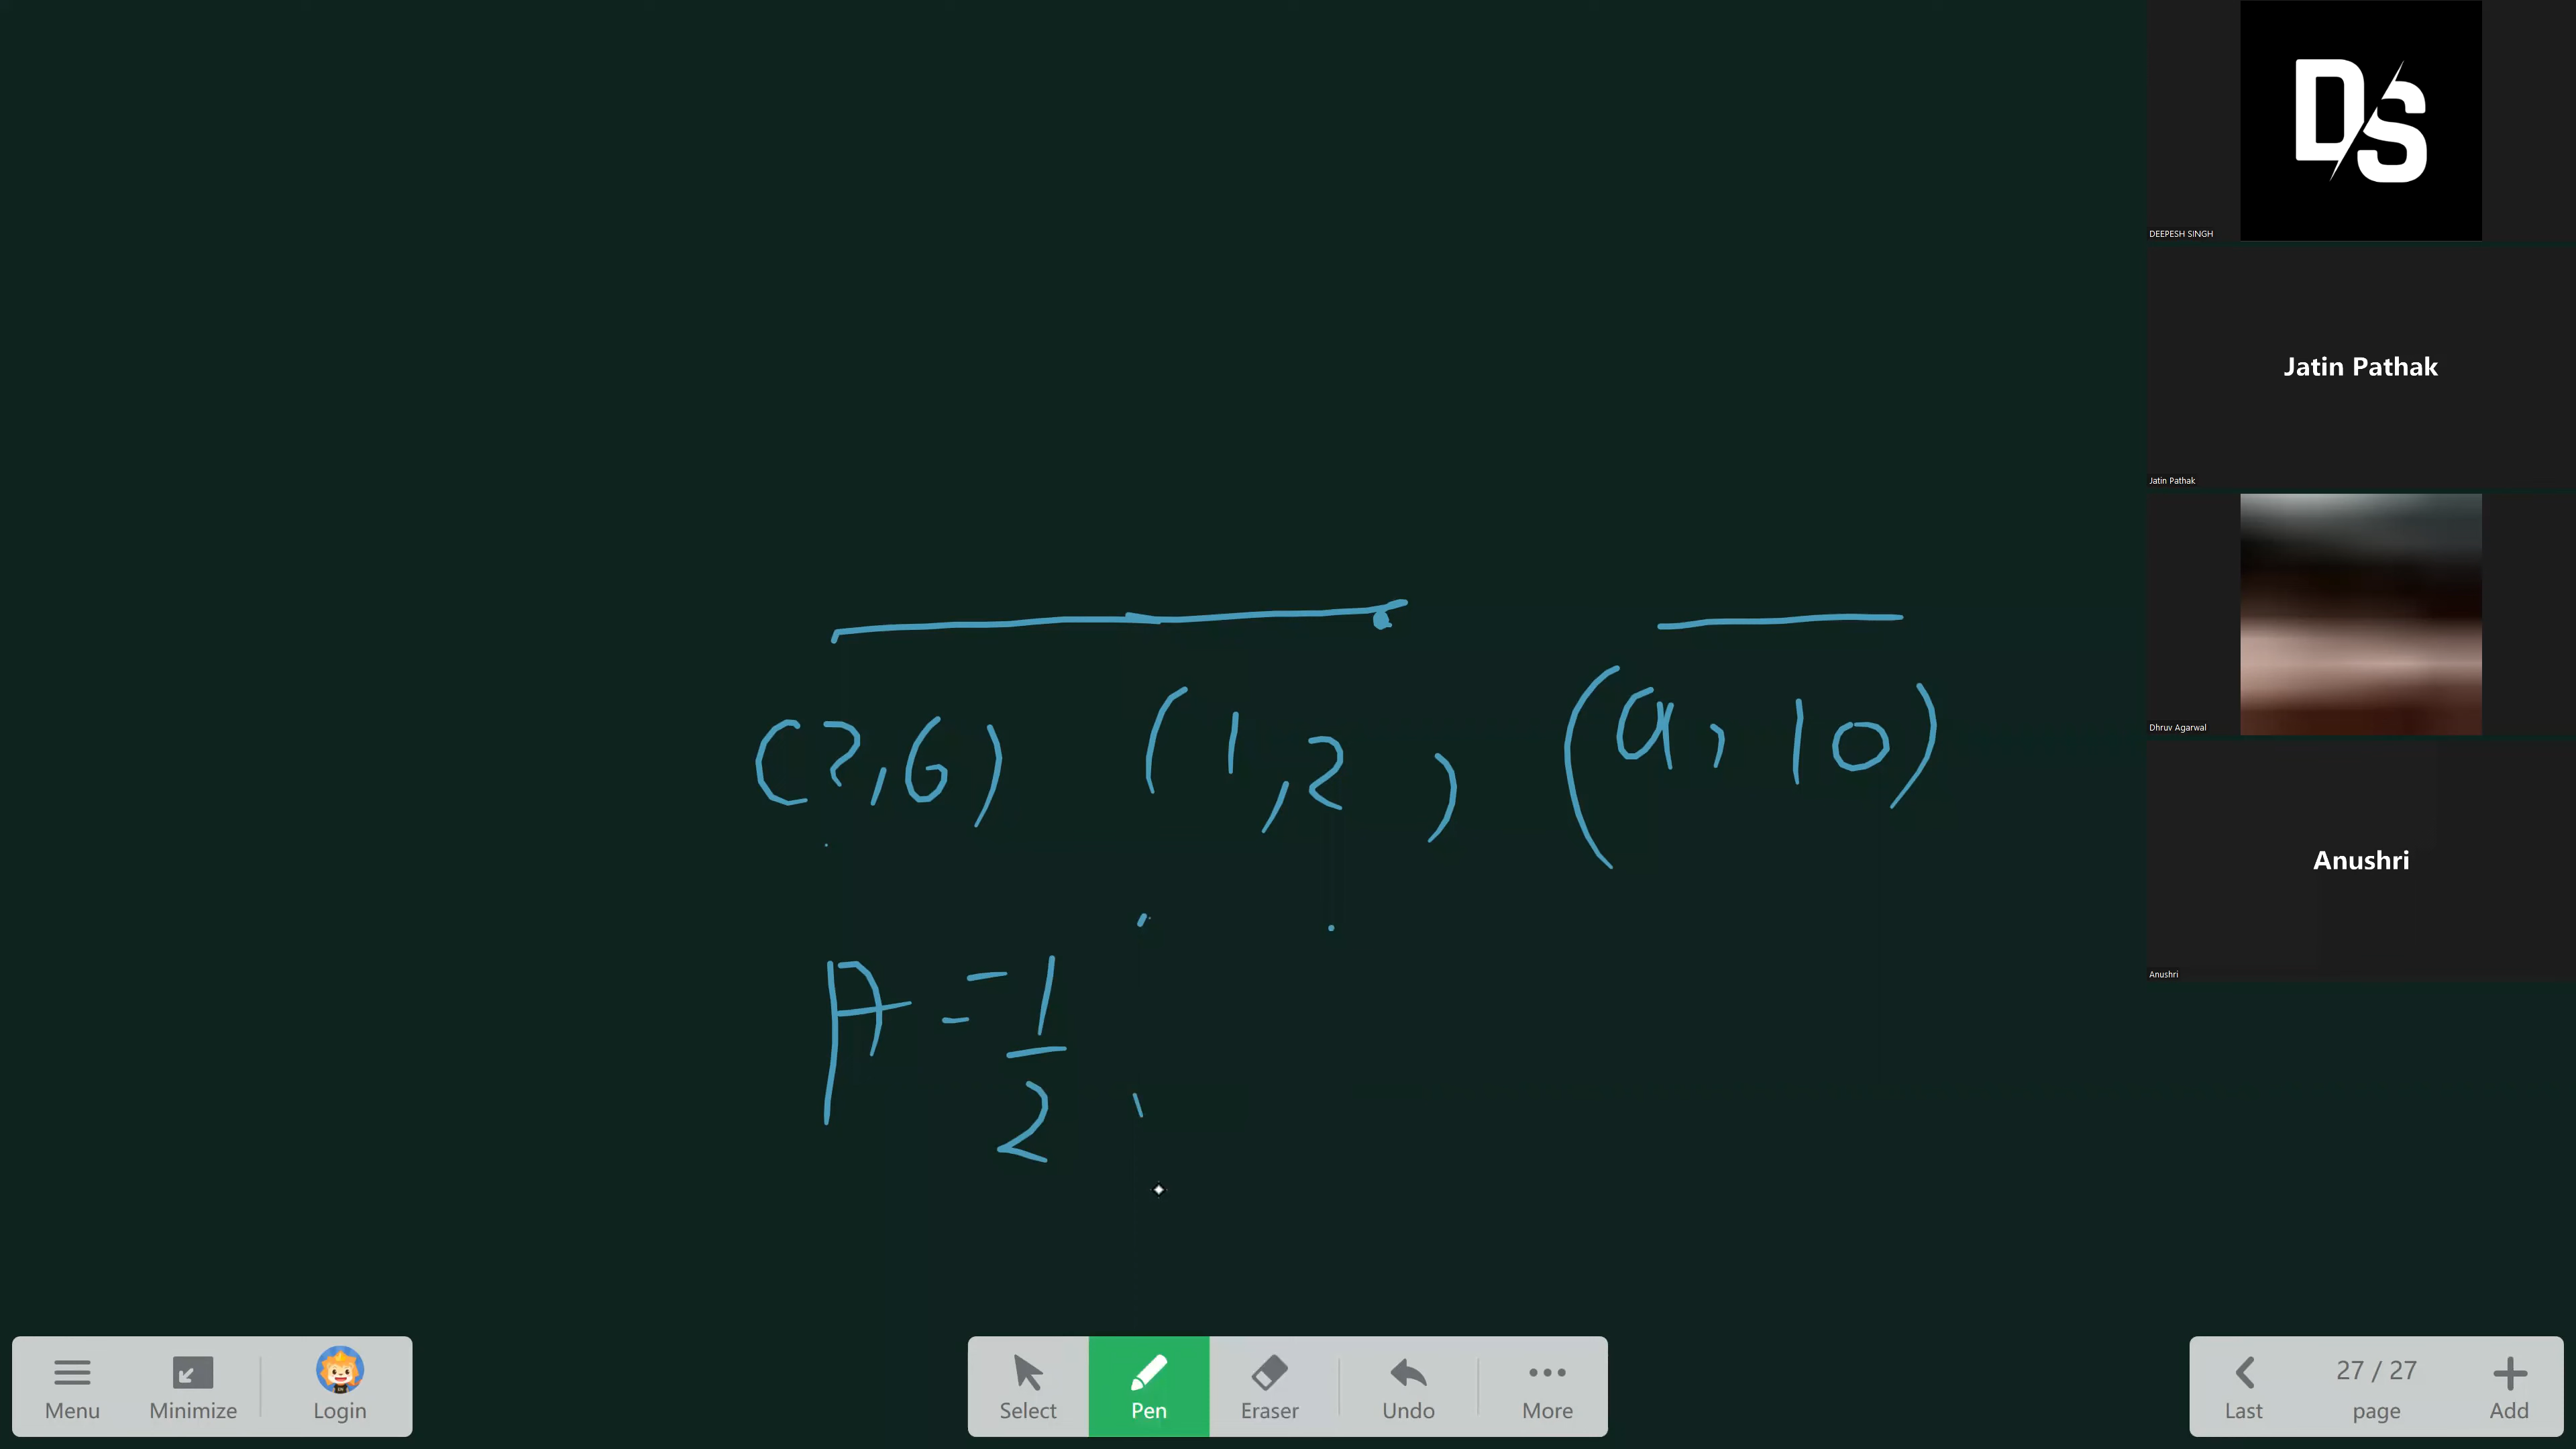 DS
DEEPESH SINGH
Jatin Pathak
Jatin Pathak
Dhruv Agarwal
Anushri
Anushri
(2,6) (1,2) (a,10)
A = -1/2
Menu Minimize Login
Select Pen Eraser Undo More
Last 27 / 27 page Add